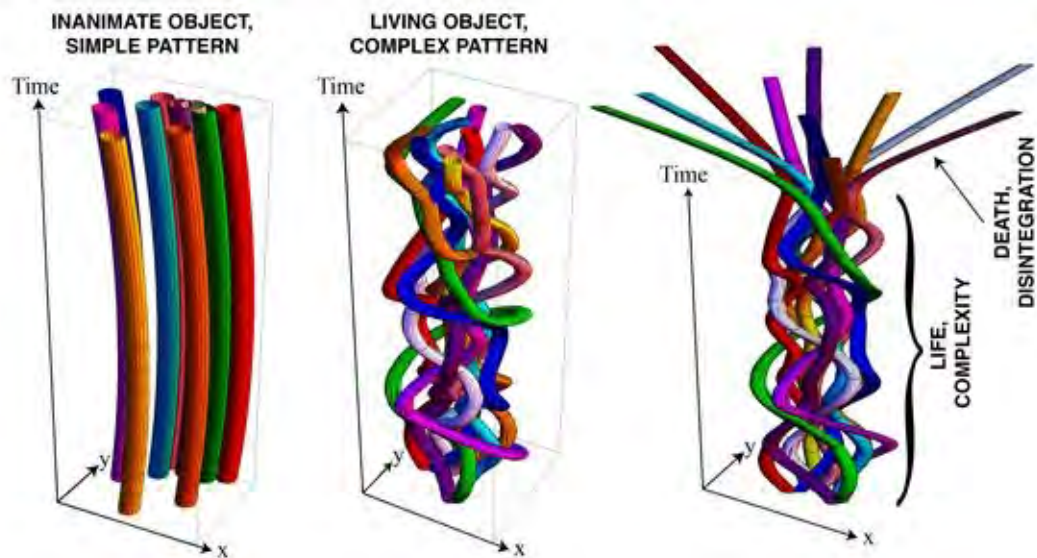 INANIMATE OBJECT,
SIMPLE PATTERN
Time
y
x
LIVING OBJECT,
COMPLEX PATTERN
Time
y
x
Time
y
x
DEATH,
DISINTEGRATION
LIFE,
COMPLEXITY